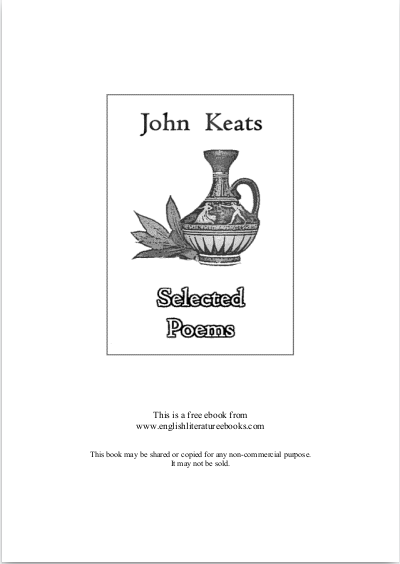 John Keats
Selected
Poems
This is a free ebook from
www.englishliteratureebooks.com
This book may be shared or copied for any non-commercial purpose.
It may not be sold.